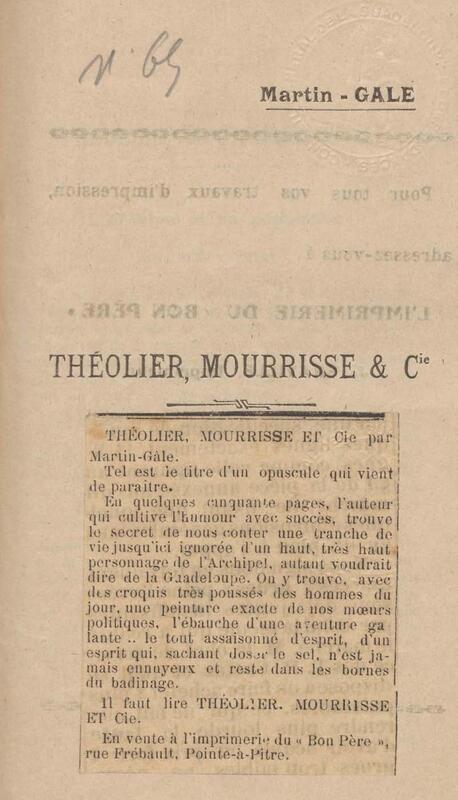 n° 65
Martin - GALE
Pour tous vos travaux d'impression,
adressez-vous à
L'IMPRIMERIE DU BON PÈRE
THÉOLIER, MOURRISSE & Cie
THÉOLIER, MOURRISSE ET Cie par
Martin-Gâle.
Tel est le titre d'un opuscule qui vient
de paraitre.
En quelques cinquante pages, l'auteur
qui cultive l'humour avec succès, trouve
le secret de nous conter une tranche de
vie jusqu'ici ignorée d'un haut, très haut
personnage de l'Archipel, autant voudrait
dire de la Guadeloupe. On y trouve, avec
des croquis très poussés des hommes du
jour, une peinture exacte de nos mœurs
politiques, l'ébauche d'une aventure ga
lante .. le tout assaisonné d'esprit, d'un
esprit qui, sachant doser le sel, n'est ja-
mais ennuyeux et reste dans les bornes
du badinage.
Il faut lire THÉOLIER. MOURRISSE
ET Cie.
En vente à l'imprimerie du « Bon Père »,
rue Frébault, Pointe-à-Pitre.